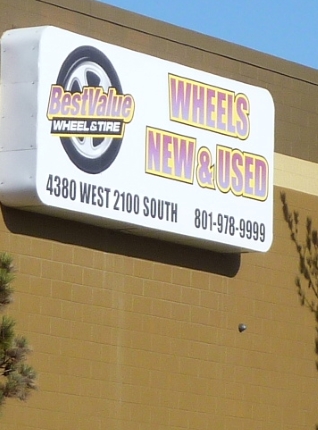 BestValue
WHEEL & TIRE
WHEELS
NEW & USED
4380 WEST 2100 SOUTH 801-978-9999